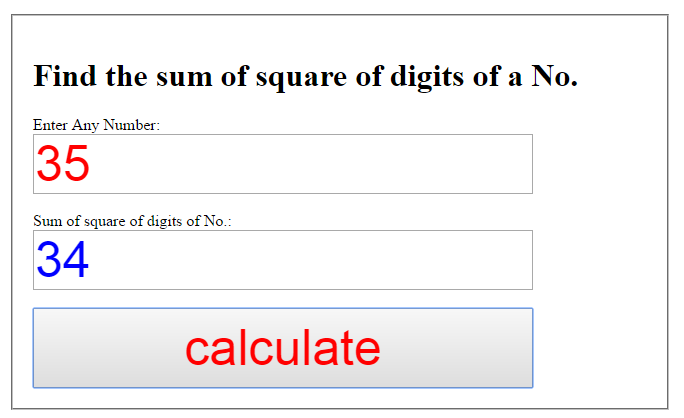 Find the sum of square of digits of a No.
Enter Any Number:
35
Sum of square of digits of No.:
34
calculate